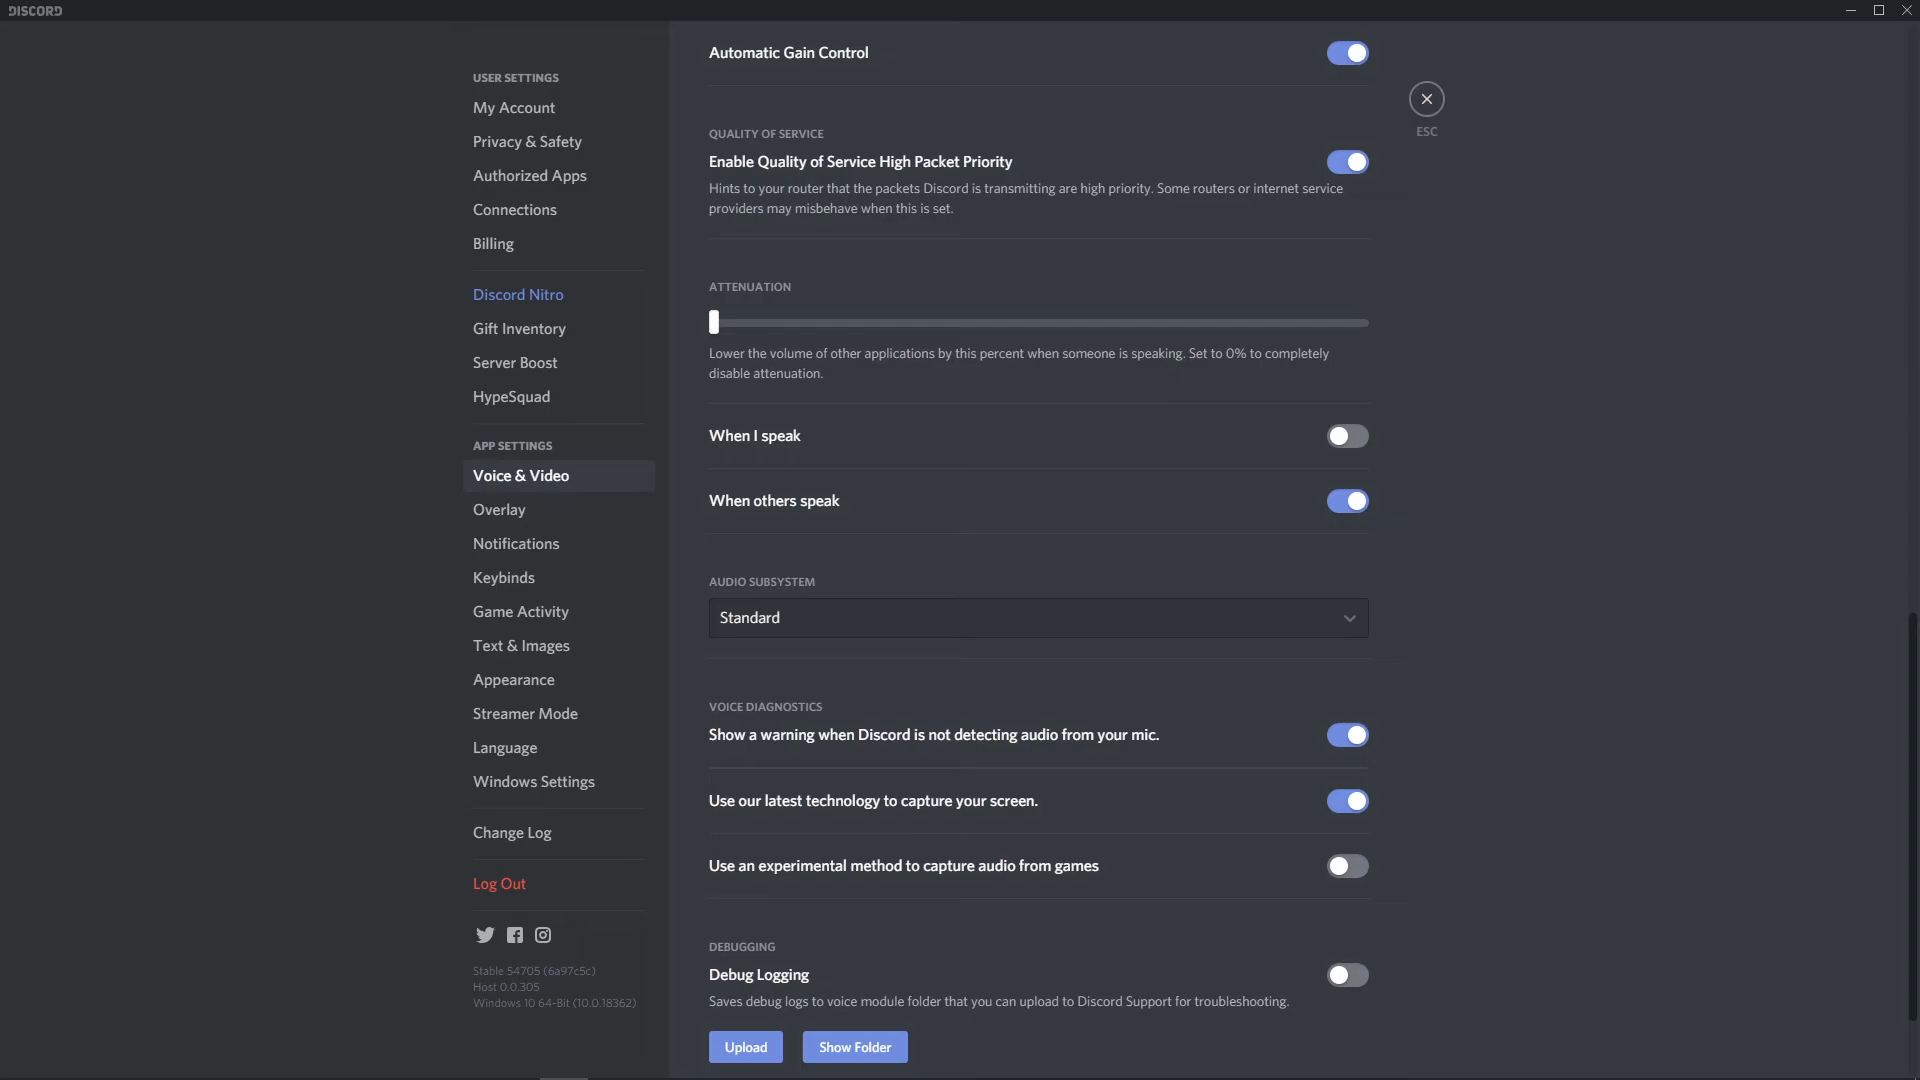 DISCORD
USER SETTINGS
My Account
Privacy & Safety
Authorized Apps
Connections
Billing
Discord Nitro
Gift Inventory
Server Boost
HypeSquad
APP SETTINGS
Voice & Video
Overlay
Notifications
Keybinds
Game Activity
Text & Images
Appearance
Streamer Mode
Language
Windows Settings
Change Log
Log Out
Stable 54705 (6a97c5c)
Host 0.0.305
Windows 10 64-Bit (10.0.18362)
Automatic Gain Control
QUALITY OF SERVICE
Enable Quality of Service High Packet Priority
Hints to your router that the packets Discord is transmitting are high priority. Some routers or internet service
providers may misbehave when this is set.
ATTENUATION
Lower the volume of other applications by this percent when someone is speaking. Set to 0% to completely
disable attenuation.
When I speak
When others speak
AUDIO SUBSYSTEM
Standard
VOICE DIAGNOSTICS
Show a warning when Discord is not detecting audio from your mic.
Use our latest technology to capture your screen.
Use an experimental method to capture audio from games
DEBUGGING
Debug Logging
Saves debug logs to voice module folder that you can upload to Discord Support for troubleshooting.
Upload
Show Folder
ESC